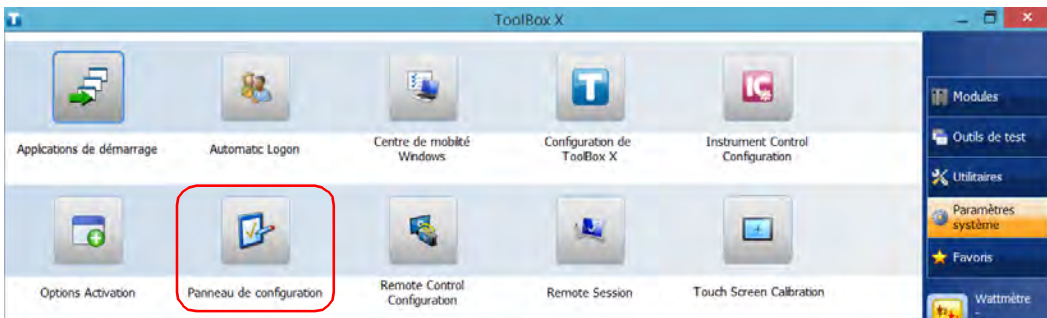 ToolBox X
Applications de démarrage
Automatic Logon
Centre de mobilité
Windows
Configuration de
ToolBox X
Instrument Control
Configuration
Options Activation
Panneau de configuration
Remote Control
Configuration
Remote Session
Touch Screen Calibration
Modules
Outils de test
Utilitaires
Paramètres
système
Favoris
Wattmètre